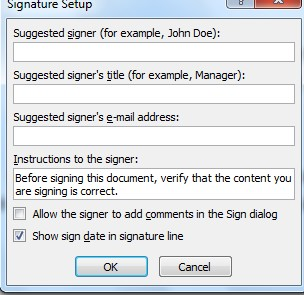 Signature Setup
Suggested signer (for example, John Doe):
Suggested signer's title (for example, Manager):
Suggested signer's e-mail address:
Instructions to the signer:
Before signing this document, verify that the content you
are signing is correct.
Allow the signer to add comments in the Sign dialog
Show sign date in signature line
OK
Cancel